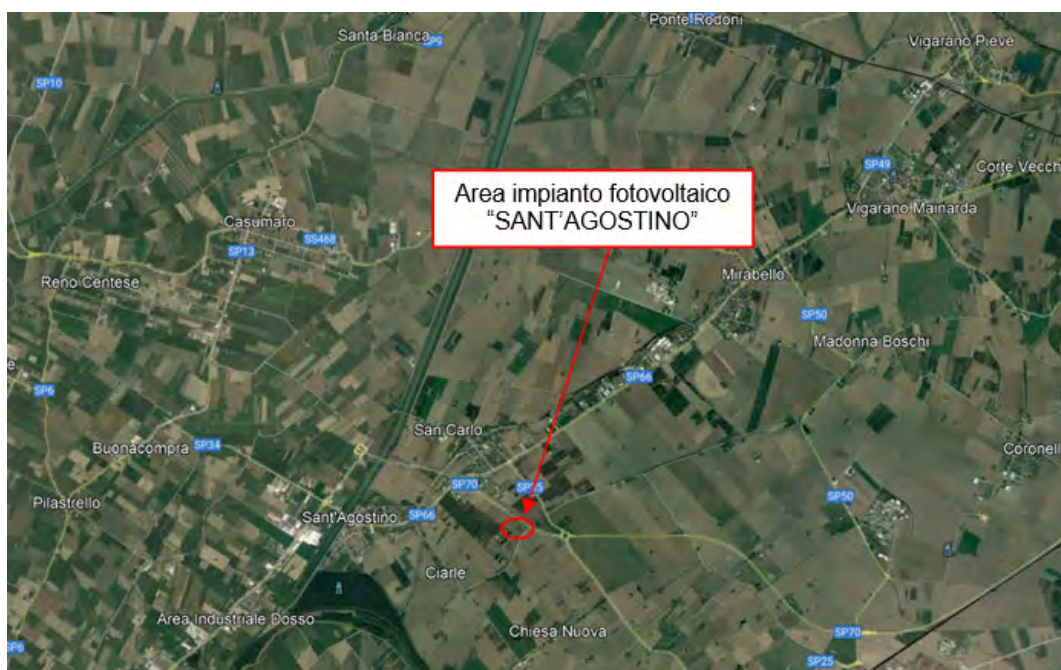 Ponte Rodoni
Santa Bianca
SP9
Vigarano Pieve
SP10
SP49
Corte Vecch
Area impianto fotovoltaico
“SANT’AGOSTINO”
Vigarano Mainarda
Casumaro
SS468
SP13
Mirabello
Reno Centese
SP50
Madonna Boschi
e
SP66
SP6
San Carlo
Buonacompra
SP34
Coronell
SP70
Pilastrello
SP50
Sant'Agostino
SP66
Ciarle
Area Industriale Dosso
Chiesa Nuova
SP70
SP6
SP25